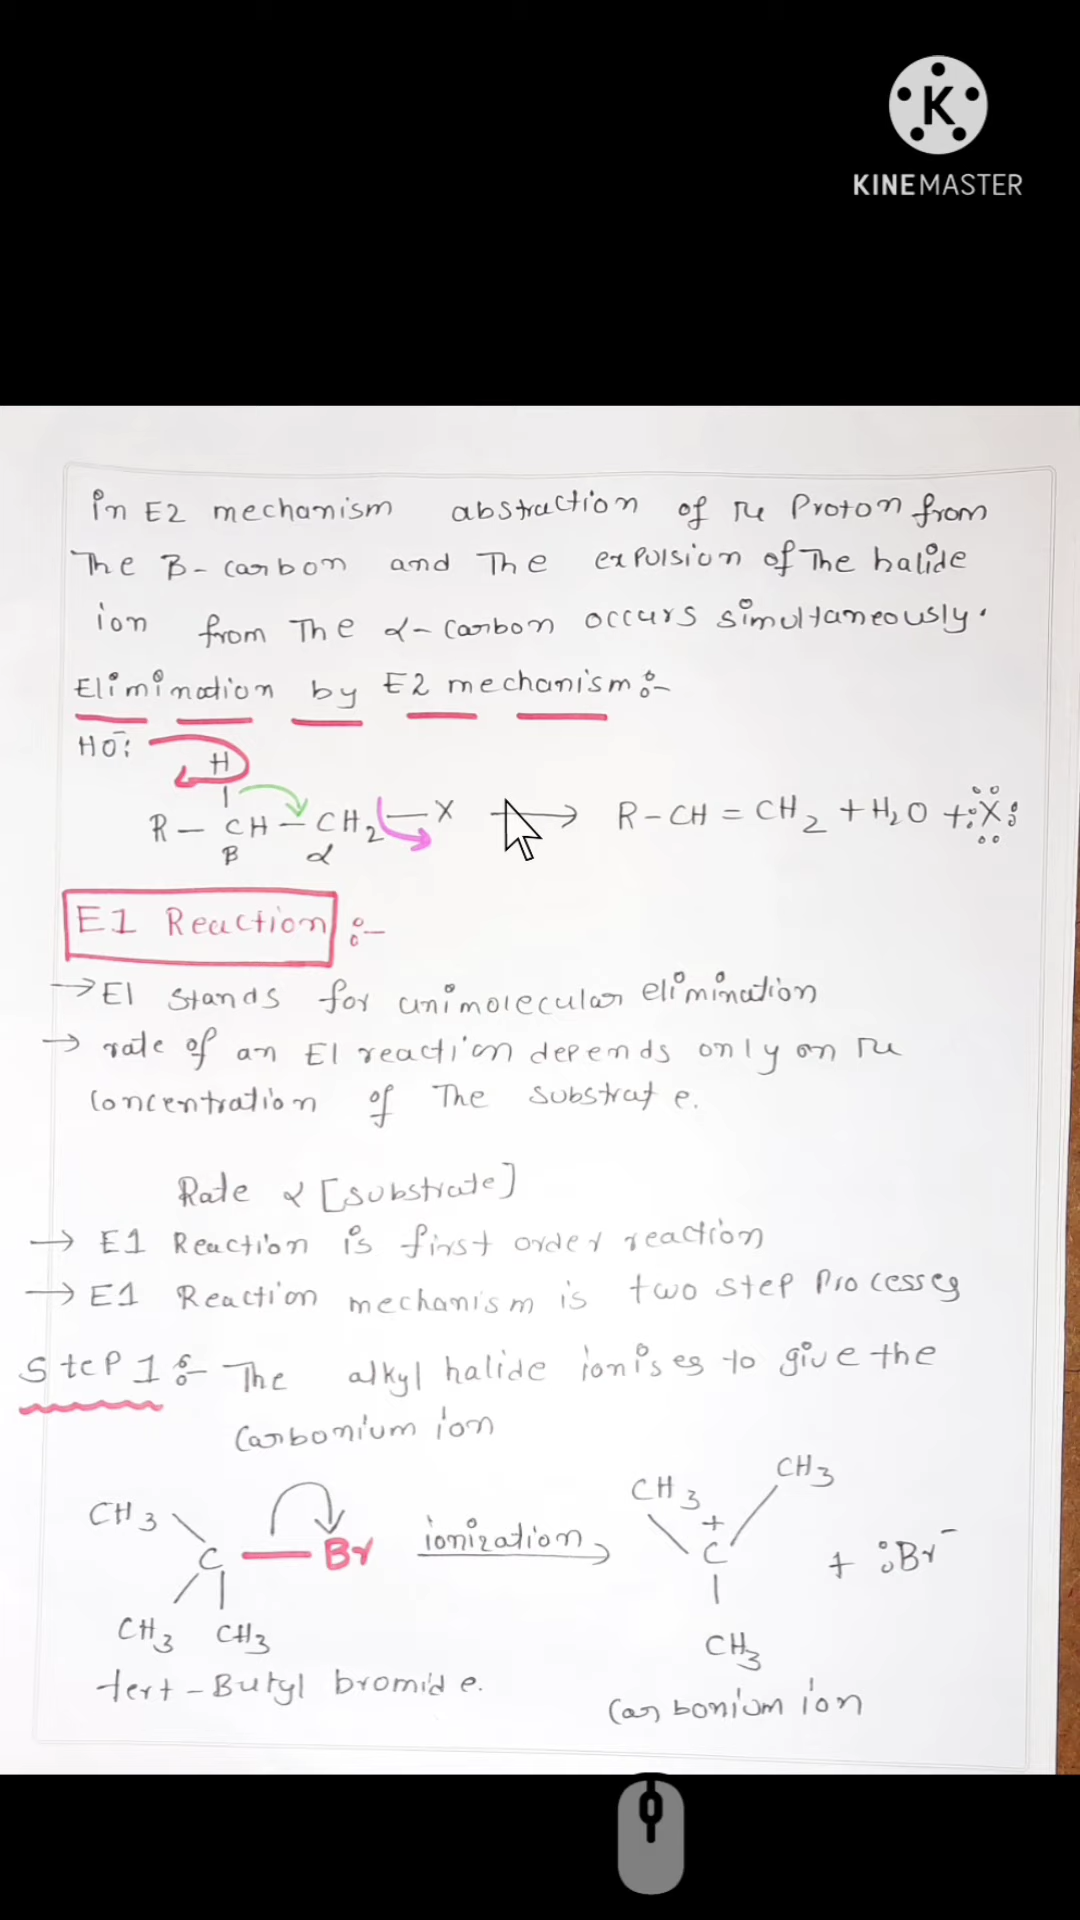 K
KINEMASTER
in E2 mechanism abstraction of the Proton from
The B-carbon and The expulsion of The halide
ion from The α-carbon occurs simultaneously.
Elimination by E2 mechanism:-
HO⁻:
H
R - CH - CH2 - X → R - CH = CH2 + H2O + :X:
B α
E1 Reaction :-
→ E1 stands for unimolecular elimination
→ rate of an E1 reaction depends only on the
concentration of The substrate.
Rate α [substrate]
→ E1 Reaction is first order reaction
→ E1 Reaction mechanism is two step Processes
Step 1 :- The alkyl halide ionises to give the
carbonium ion
CH3 CH3 CH3
C - Br ionization → C+ + :Br⁻
CH3 CH3 CH3
tert-Butyl bromide.
carbonium ion